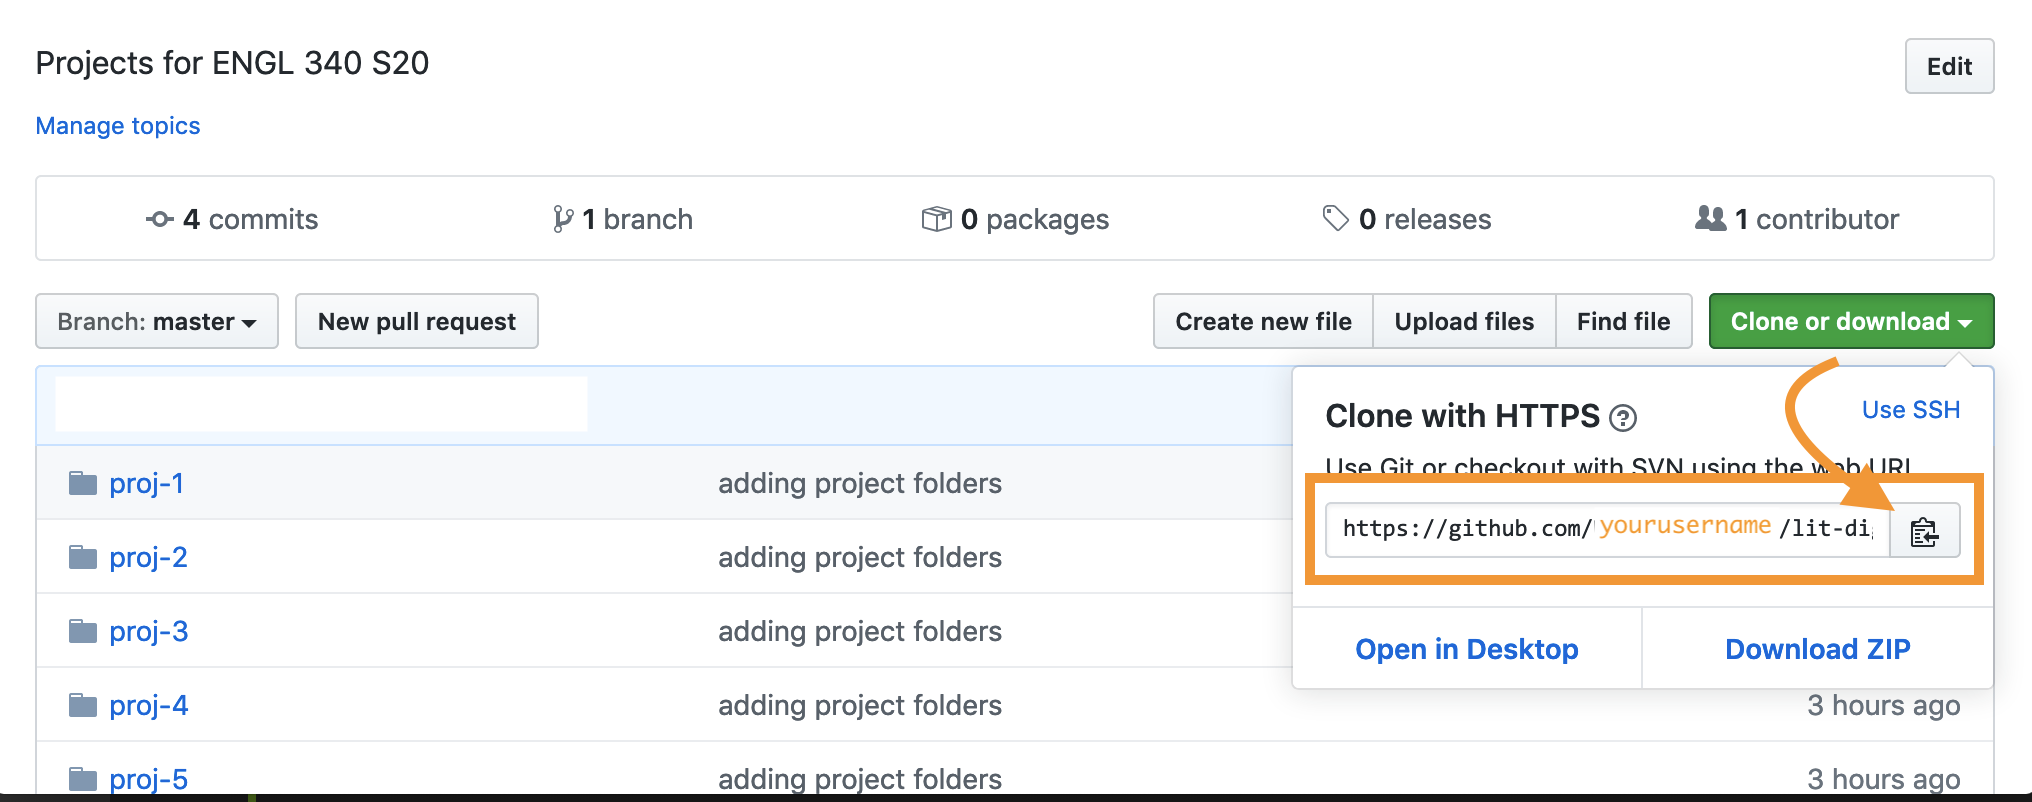 Projects for ENGL 340 S20
Edit
Manage topics
4 commits
1 branch
0 packages
0 releases
1 contributor
Branch: master
New pull request
Create new file
Upload files
Find file
Clone or download
Clone with HTTPS
Use SSH
Use Git or checkout with SVN using the web URL
https://github.com/yourusername/lit-dig
Open in Desktop
Download ZIP
proj-1 adding project folders
proj-2 adding project folders
proj-3 adding project folders
proj-4 adding project folders 3 hours ago
proj-5 adding project folders 3 hours ago